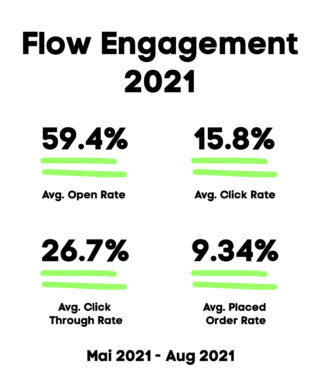 Flow Engagement
2021
59.4%
15.8%
Avg. Open Rate
Avg. Click Rate
26.7%
9.34%
Avg. Click
Through Rate
Avg. Placed
Order Rate
Mai 2021 - Aug 2021